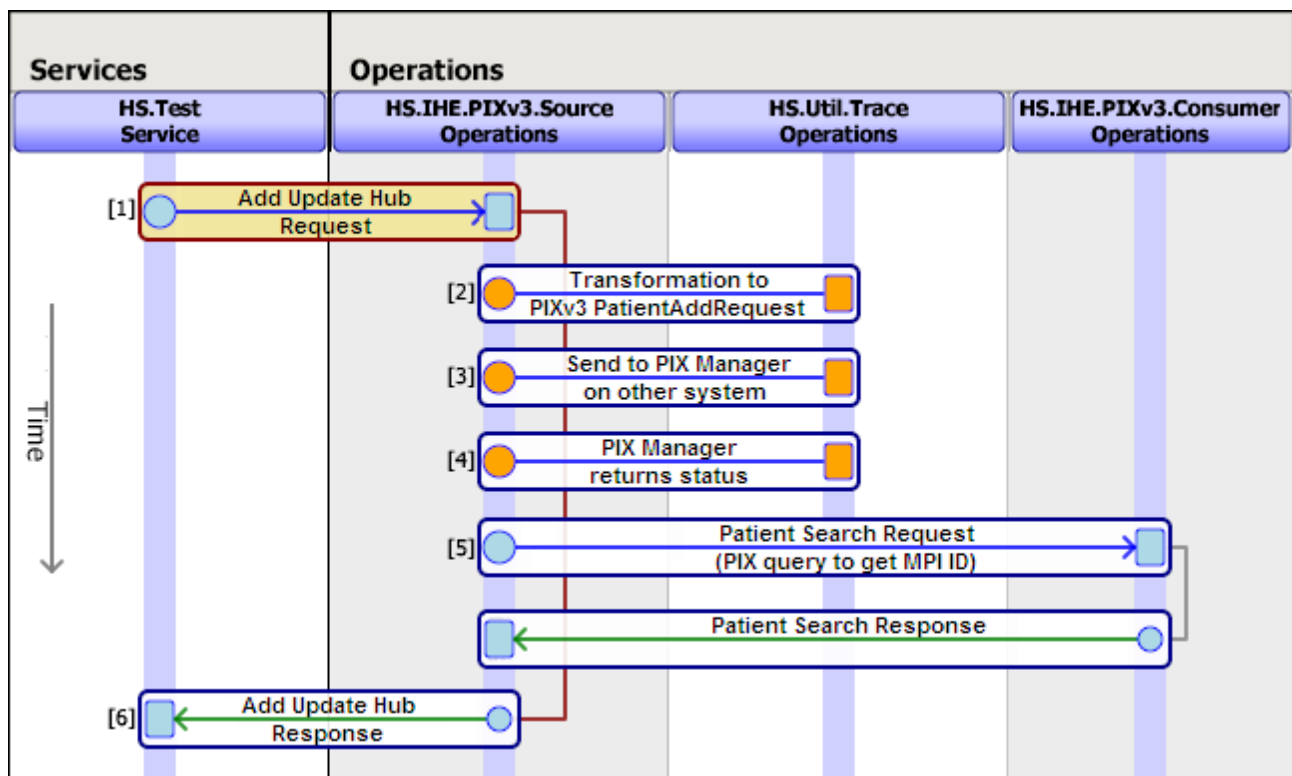 Services
Operations
HS.Test
Service
HS.IHE.PIXv3.Source
Operations
HS.Util.Trace
Operations
HS.IHE.PIXv3.Consumer
Operations
[1]
Add Update Hub
Request
[2]
Transformation to
PIXv3 PatientAddRequest
[3]
Send to PIX Manager
on other system
Time
[4]
PIX Manager
returns status
[5]
Patient Search Request
(PIX query to get MPI ID)
Patient Search Response
[6]
Add Update Hub
Response